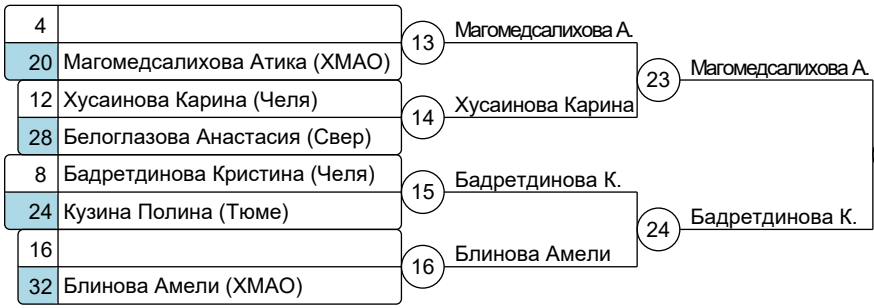 4
20 Магомедсалихова Атика (ХМАО)
12 Хусаинова Карина (Челя)
28 Белоглазова Анастасия (Свер)
8 Бадретдинова Кристина (Челя)
24 Кузина Полина (Тюме)
16
32 Блинова Амели (ХМАО)
13 Магомедсалихова А.
14 Хусаинова Карина
15 Бадретдинова К.
16 Блинова Амели
23 Магомедсалихова А.
24 Бадретдинова К.